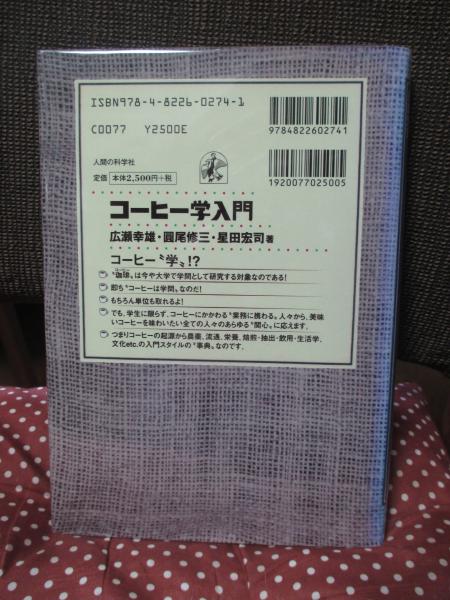 ISBN978-4-8226-0274-1
C0077 Y2500E
9784822602741
1920077025005
人間の科学社
定価 本体2,500円+税
コーヒー学入門
広瀬幸雄・圓尾修三・星田宏司 著
コーヒー〝学〟!?
〝珈琲〟は今や大学で学問として研究する対象なのである!
即ち〝コーヒーは学問〟なのだ!
もちろん単位も取れるよ!
でも、学生に限らず、コーヒーにかかわる〝業務に携わる〟人々から、美味
しいコーヒーを味わいたい全ての人々のあらゆる〝関心〟に応えます.
つまりコーヒーの起源から農薬、流通、栄養、焙煎・抽出・飲用・生活学、
文化etc.の入門スタイルの〝事典〟なのです.